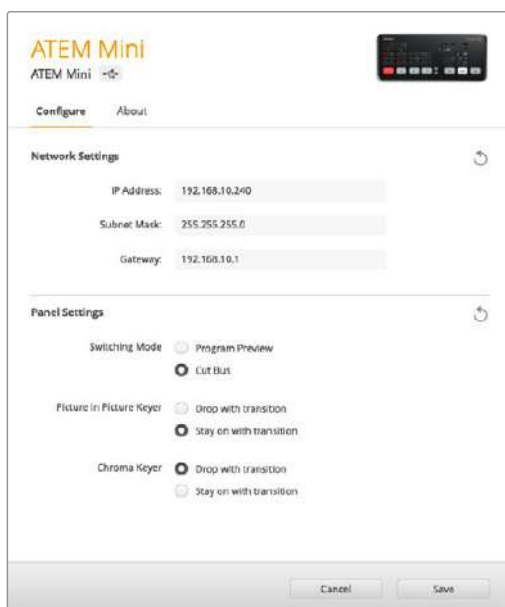 ATEM Mini
ATEM Mini
Configure About
Network Settings
IP Address: 192.168.10.240
Subnet Mask: 255.255.255.0
Gateway: 192.168.10.1
Panel Settings
Switching Mode Program Preview
Cut Bus
Picture in Picture Keyer Drop with transition
Stay on with transition
Chroma Keyer Drop with transition
Stay on with transition
Cancel Save